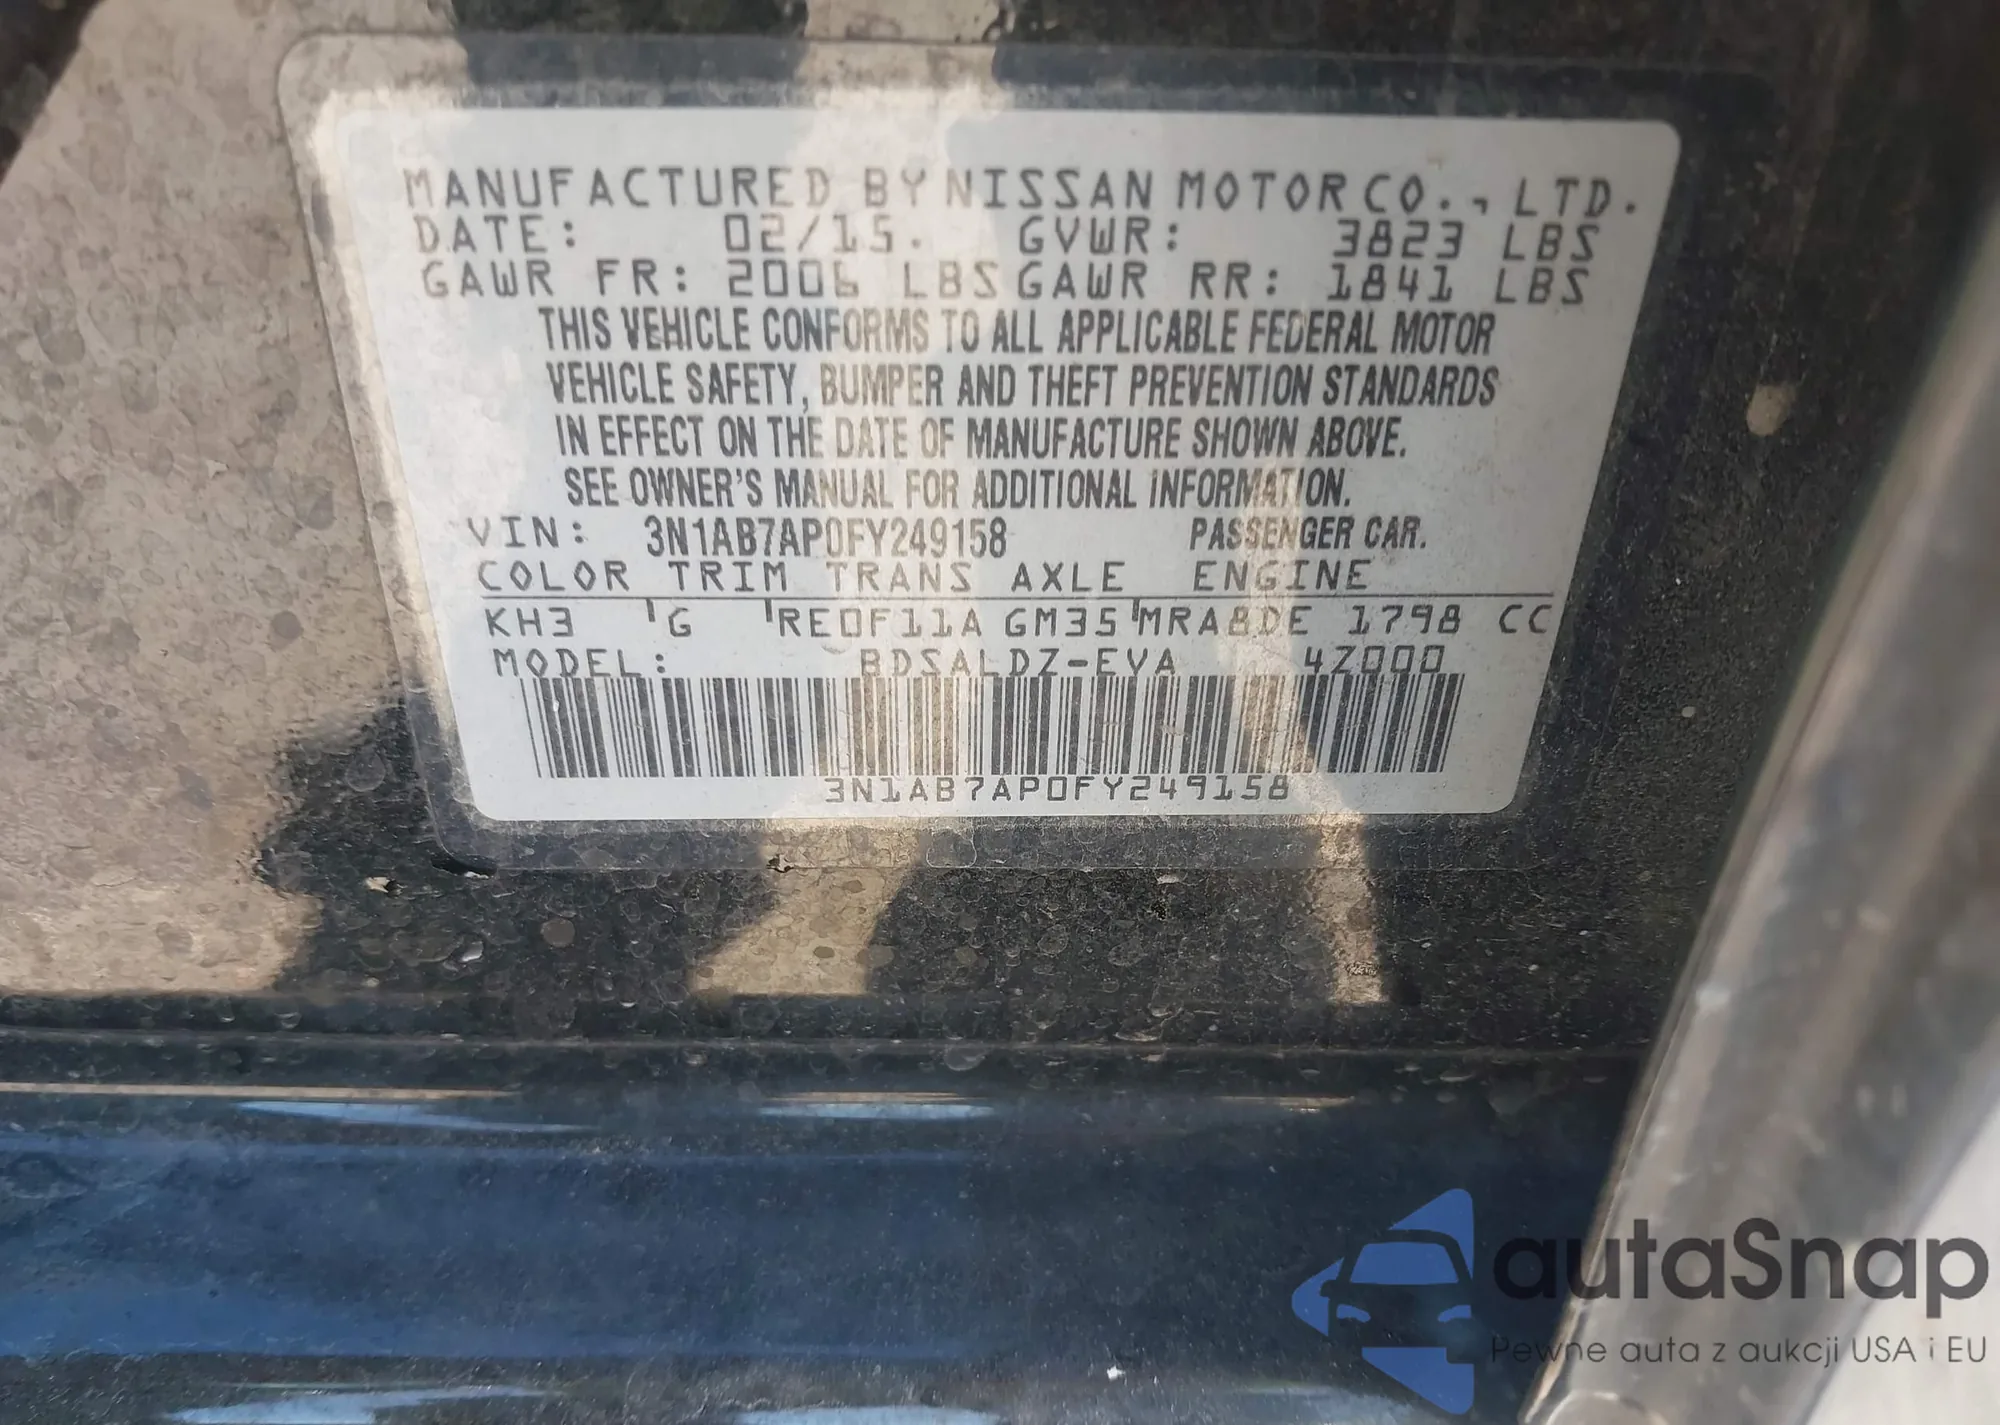 MANUFACTURED BY NISSAN MOTOR CO., LTD.
DATE: 02/15. GVWR: 3823 LBS
GAWR FR: 2006 LBS GAWR RR: 1841 LBS
THIS VEHICLE CONFORMS TO ALL APPLICABLE FEDERAL MOTOR
VEHICLE SAFETY, BUMPER AND THEFT PREVENTION STANDARDS
IN EFFECT ON THE DATE OF MANUFACTURE SHOWN ABOVE.
SEE OWNER'S MANUAL FOR ADDITIONAL INFORMATION.
VIN: 3N1AB7AP0FY249158 PASSENGER CAR.
COLOR TRIM TRANS AXLE ENGINE
KH3 G RE0F11A GM35 MRA8DE 1798 CC
MODEL: BDSALDZ-EVA 4Z000
3N1AB7AP0FY249158
autaSnap
Pewne auta z aukcji USA i EU